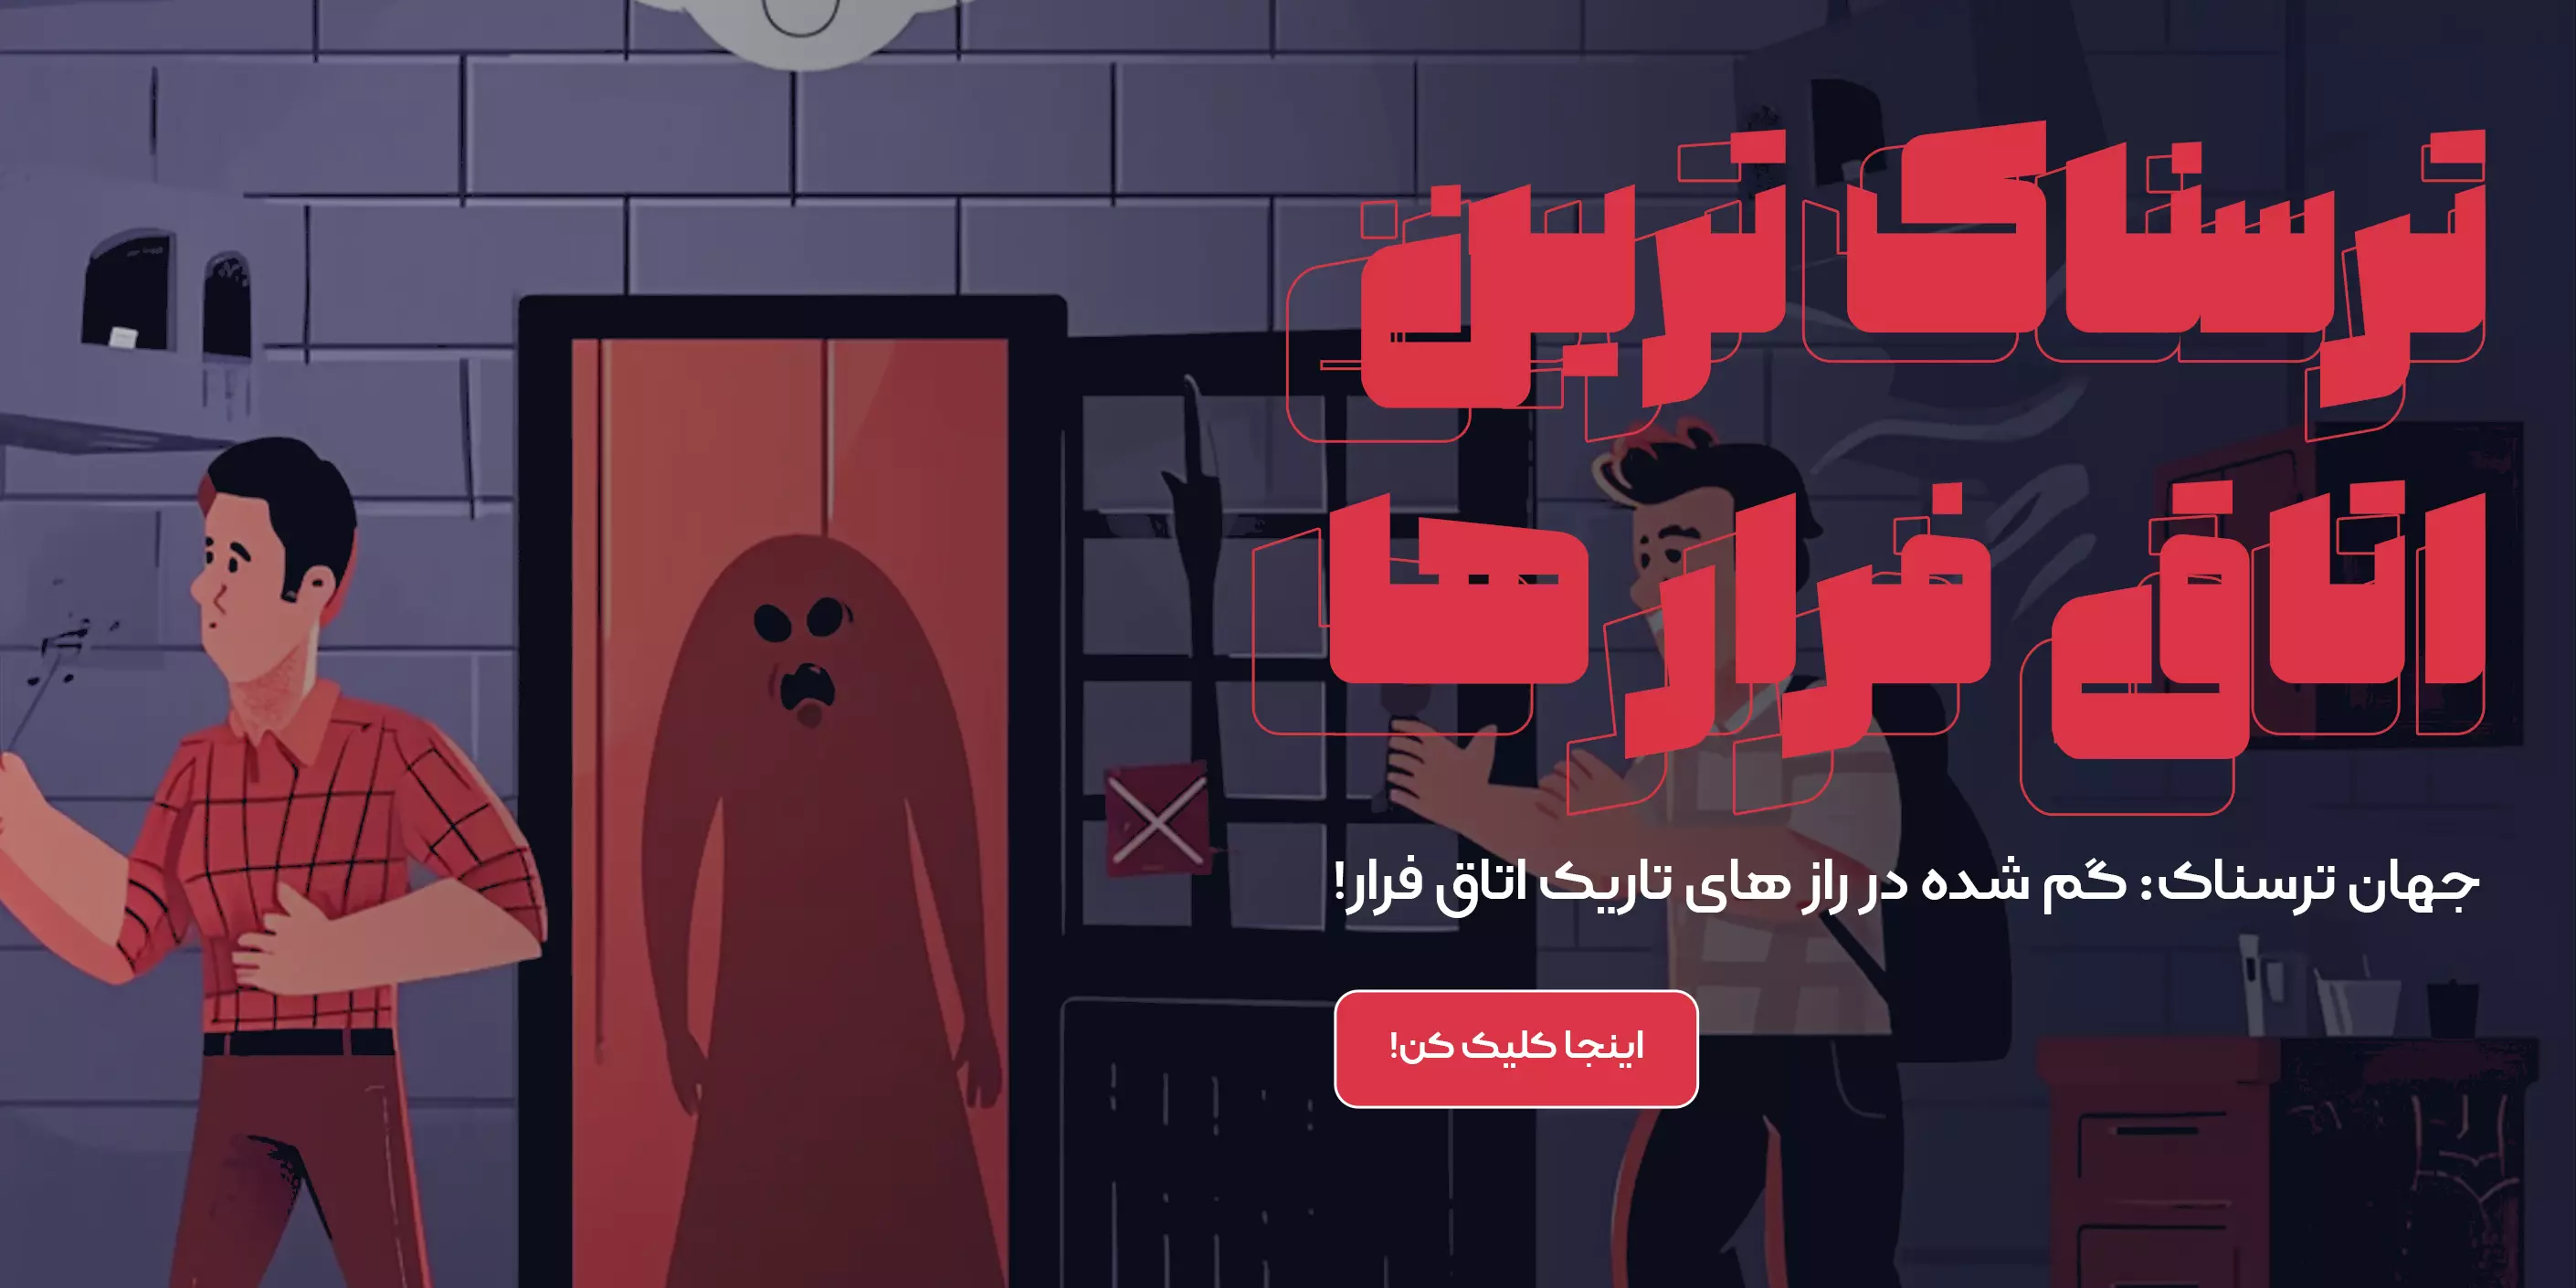 ترسناک ترین
اتاق فرار ها
جهان ترسناک: گم شده در راز های تاریک اتاق فرار!
اینجا کلیک کن!